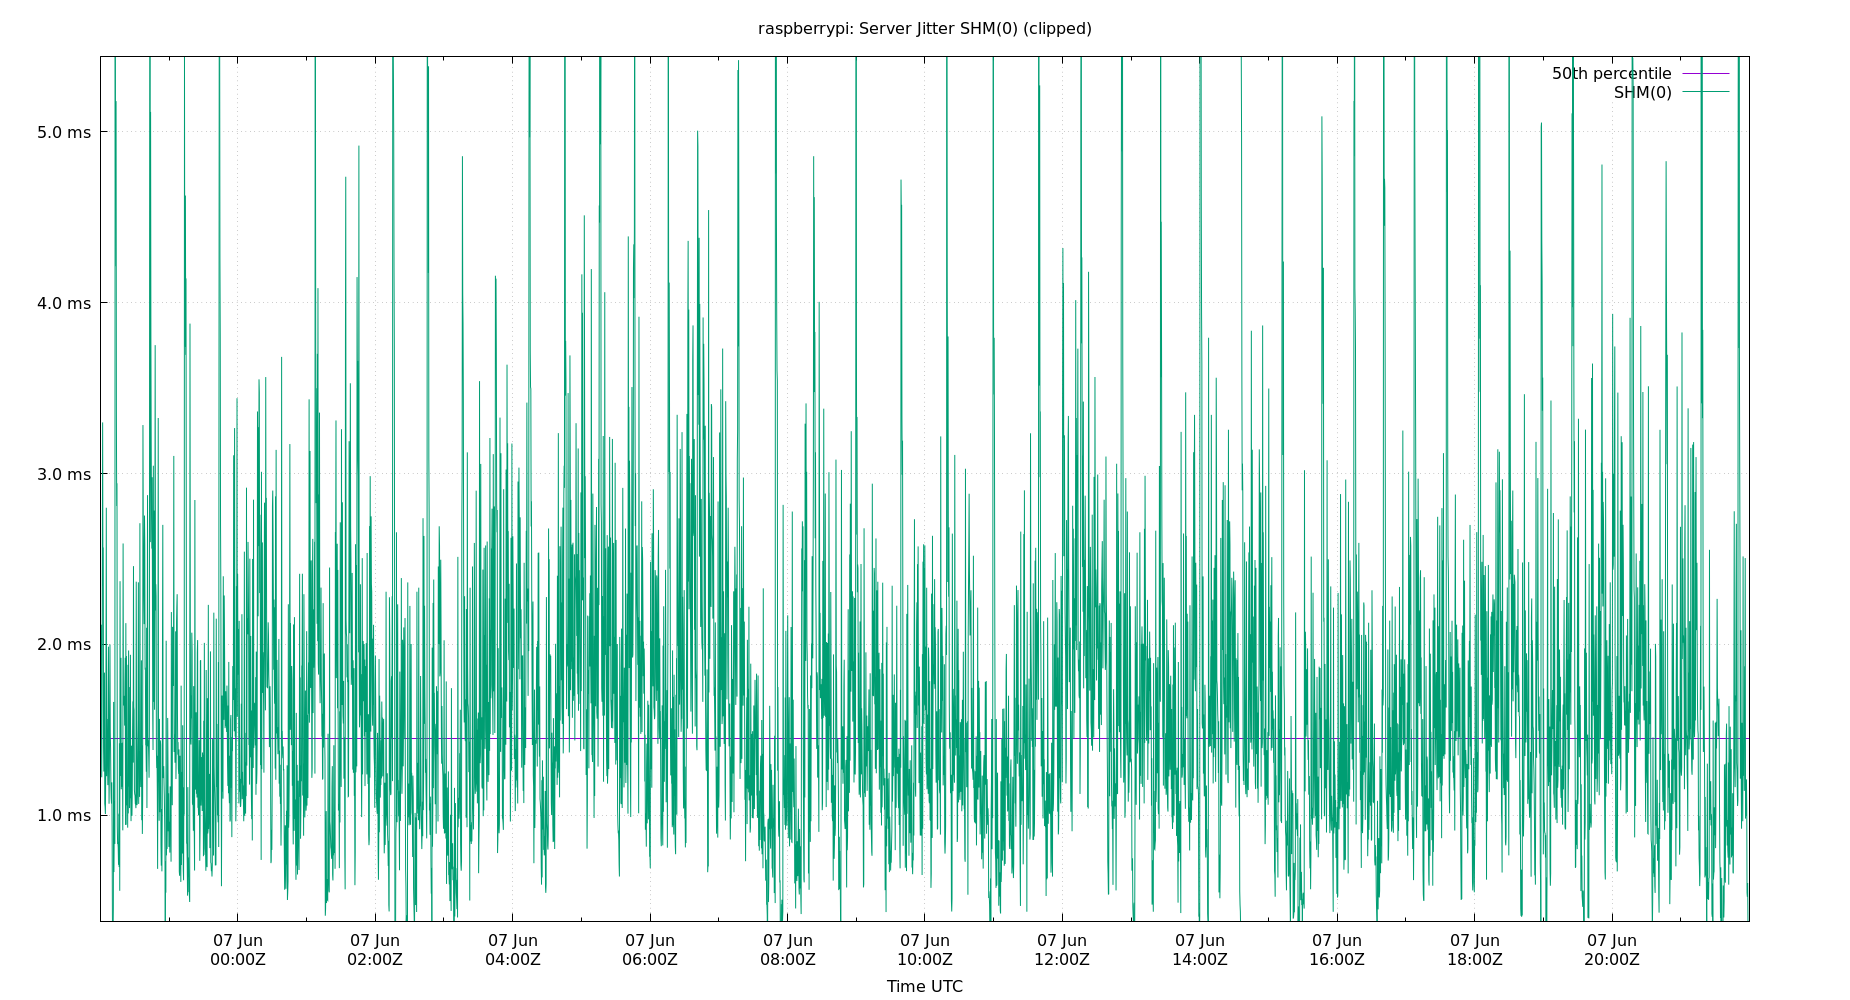 raspberrypi: Server Jitter SHM(0) (clipped)
50th percentile
SHM(0)
5.0 ms
4.0 ms
3.0 ms
2.0 ms
1.0 ms
07 Jun 07 Jun 07 Jun 07 Jun 07 Jun 07 Jun 07 Jun 07 Jun 07 Jun 07 Jun 07 Jun
00:00Z 02:00Z 04:00Z 06:00Z 08:00Z 10:00Z 12:00Z 14:00Z 16:00Z 18:00Z 20:00Z
Time UTC